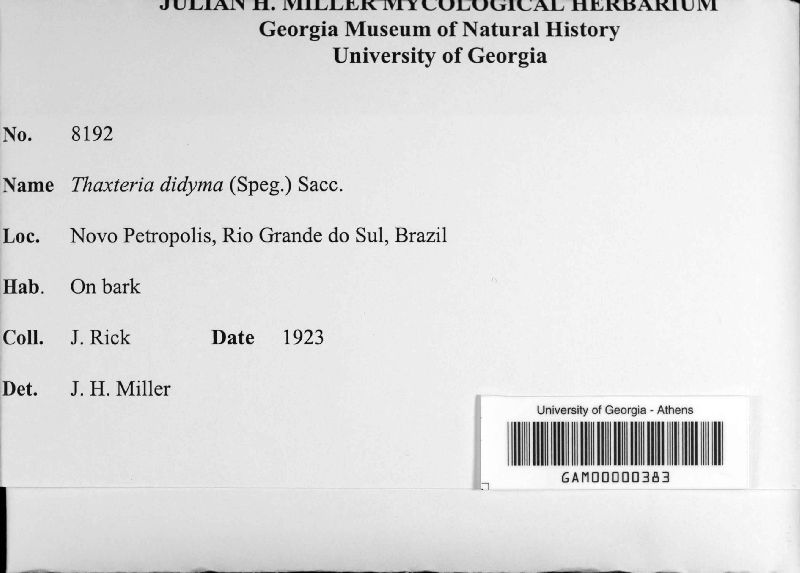 JULIAN H. MILLER MYCOLOGICAL HERBARIUM
Georgia Museum of Natural History
University of Georgia
No. 8192
Name Thaxteria didyma (Speg.) Sacc.
Loc. Novo Petropolis, Rio Grande do Sul, Brazil
Hab. On bark
Coll. J. Rick Date 1923
Det. J. H. Miller
University of Georgia - Athens
GAM00000383